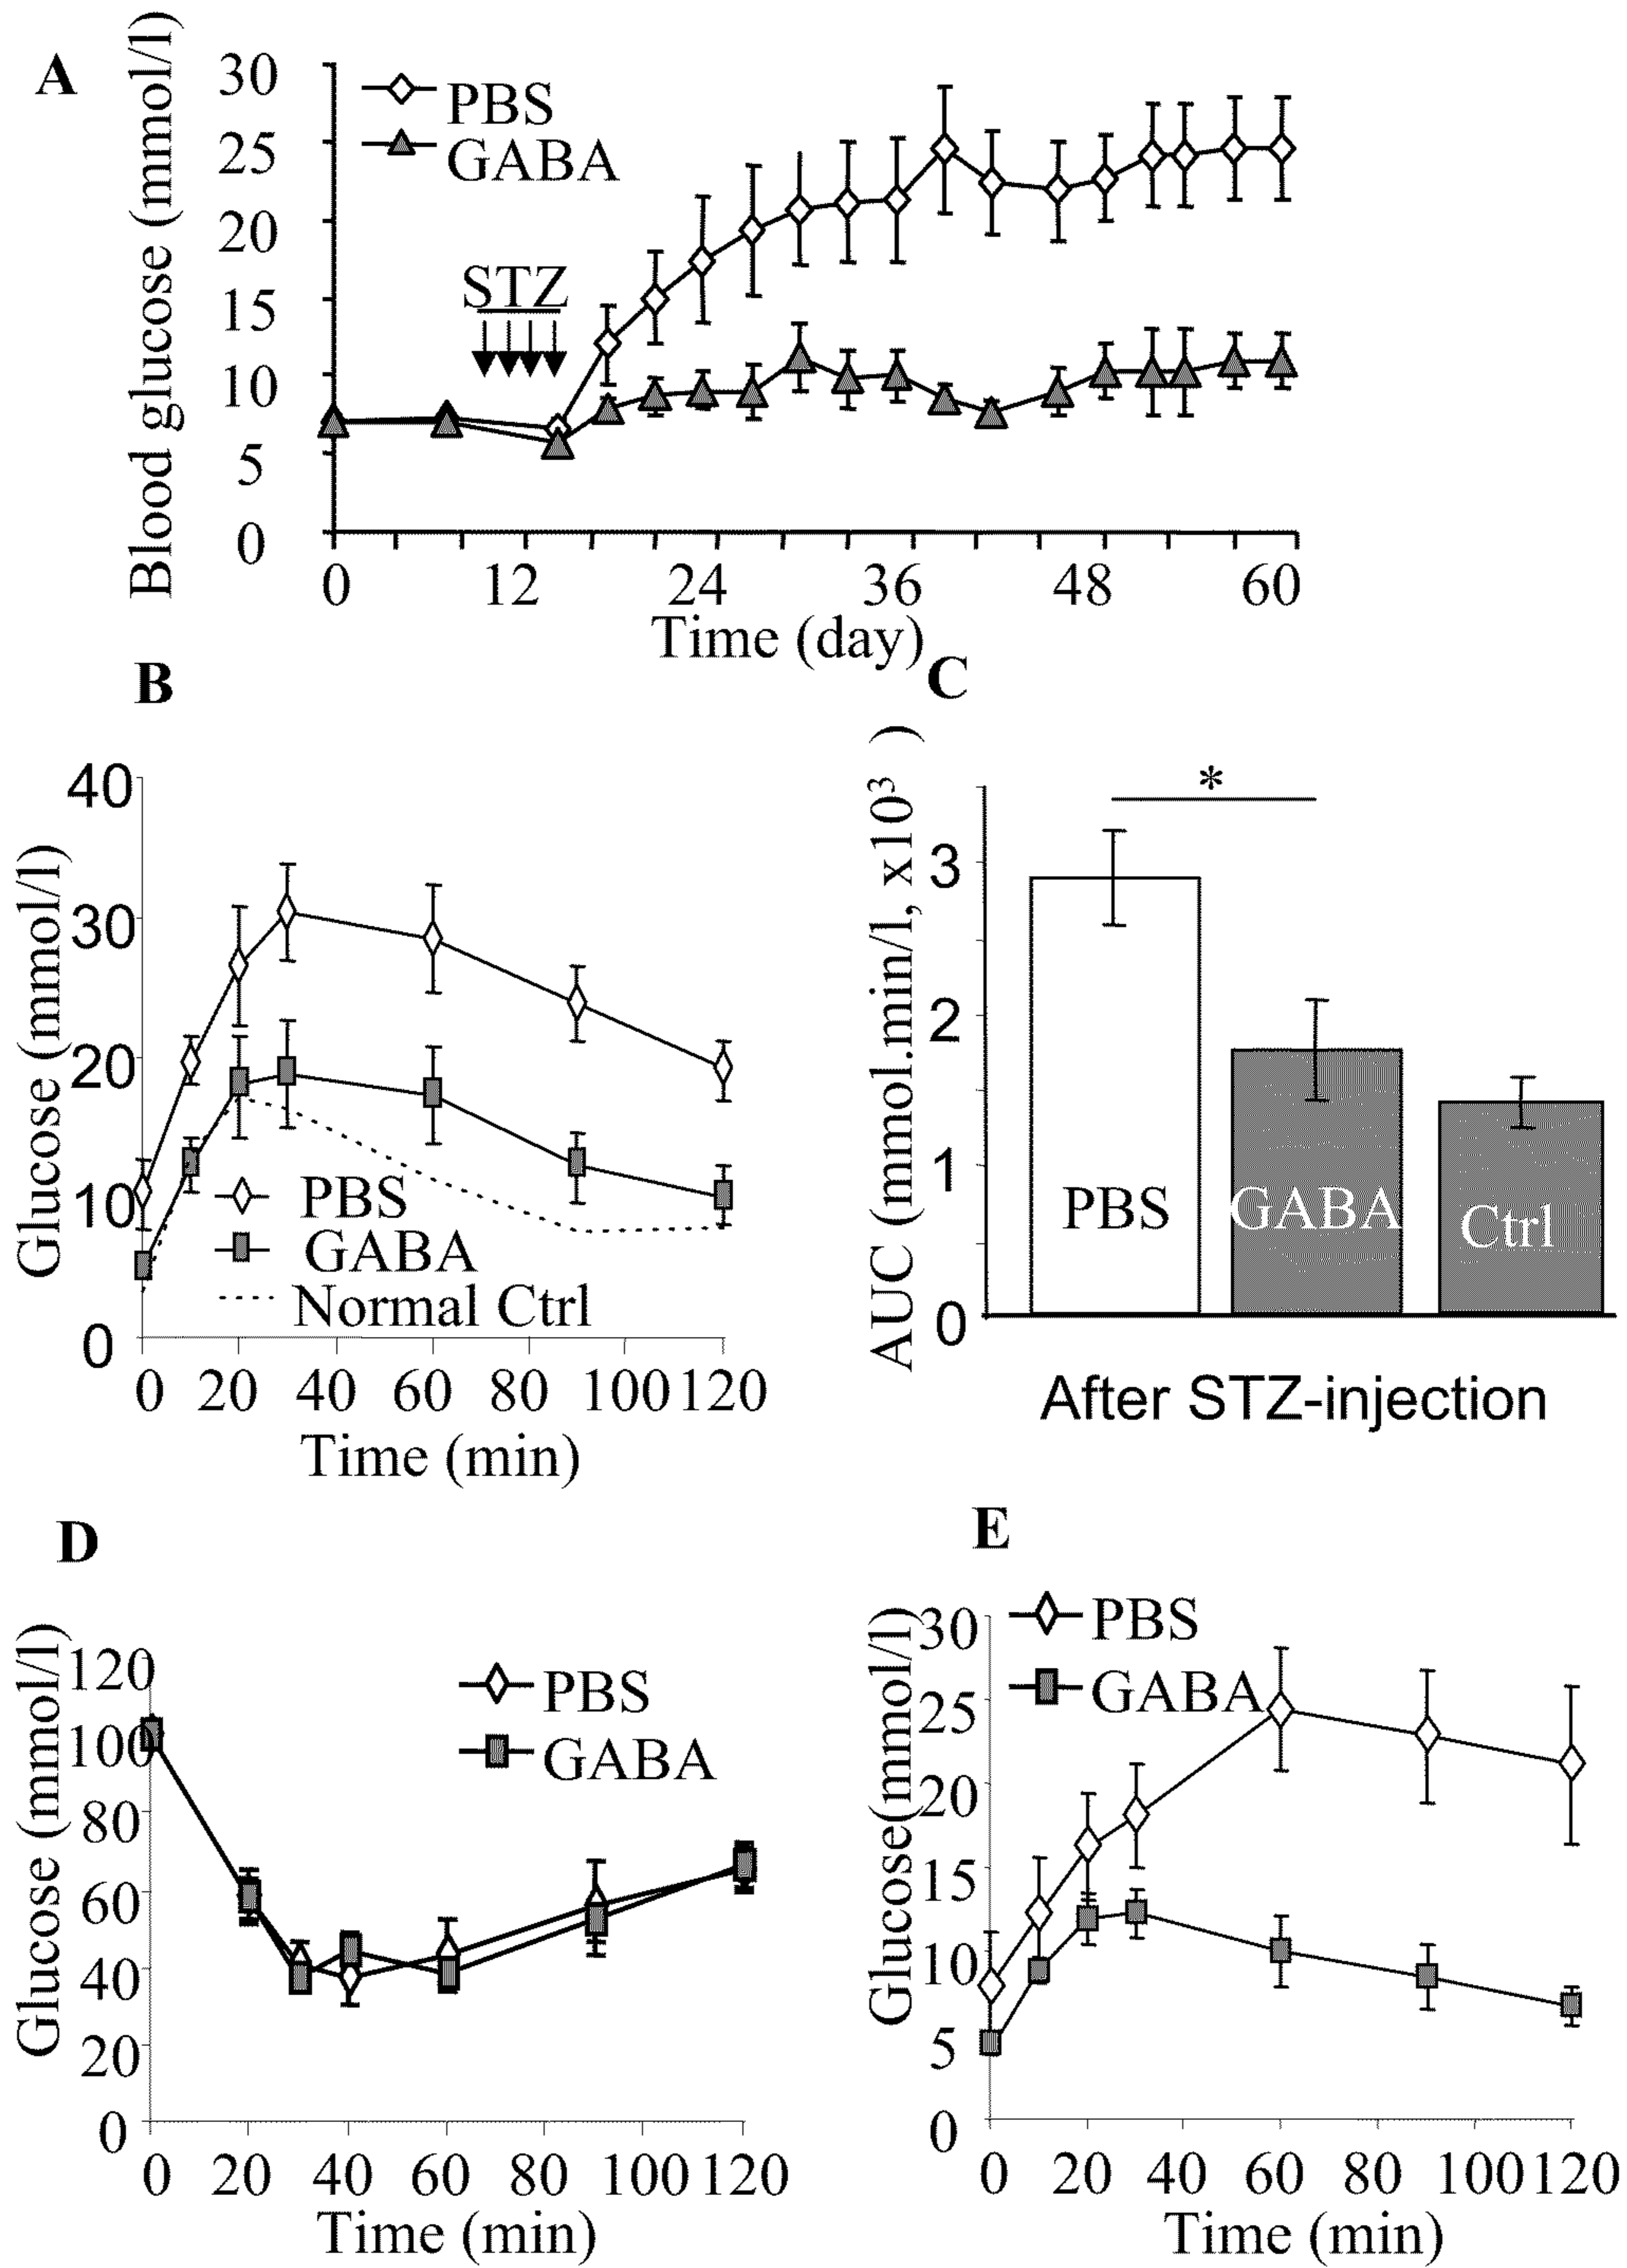 A
Blood glucose (mmol/l)
30
25
20
15
10
5
0
PBS
GABA
STZ
0 12 24 36 48 60
Time (day)
B
Glucose (mmol/l)
40
30
20
10
0
PBS
GABA
Normal Ctrl
0 20 40 60 80 100 120
Time (min)
C
AUC (mmol.min/l, x10³ )
3
2
1
0
*
PBS
GABA
Ctrl
After STZ-injection
D
Glucose (mmol/l)
120
100
80
60
40
20
0
PBS
GABA
0 20 40 60 80 100 120
Time (min)
E
Glucose(mmol/l)
30
25
20
15
10
5
0
PBS
GABA
0 20 40 60 80 100 120
Time (min)